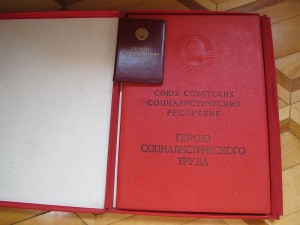 СОЮЗ СОВЕТСКИХ
СОЦИАЛИСТИЧЕСКИХ
РЕСПУБЛИК
ГЕРОЮ
СОЦИАЛИСТИЧЕСКОГО
ТРУДА